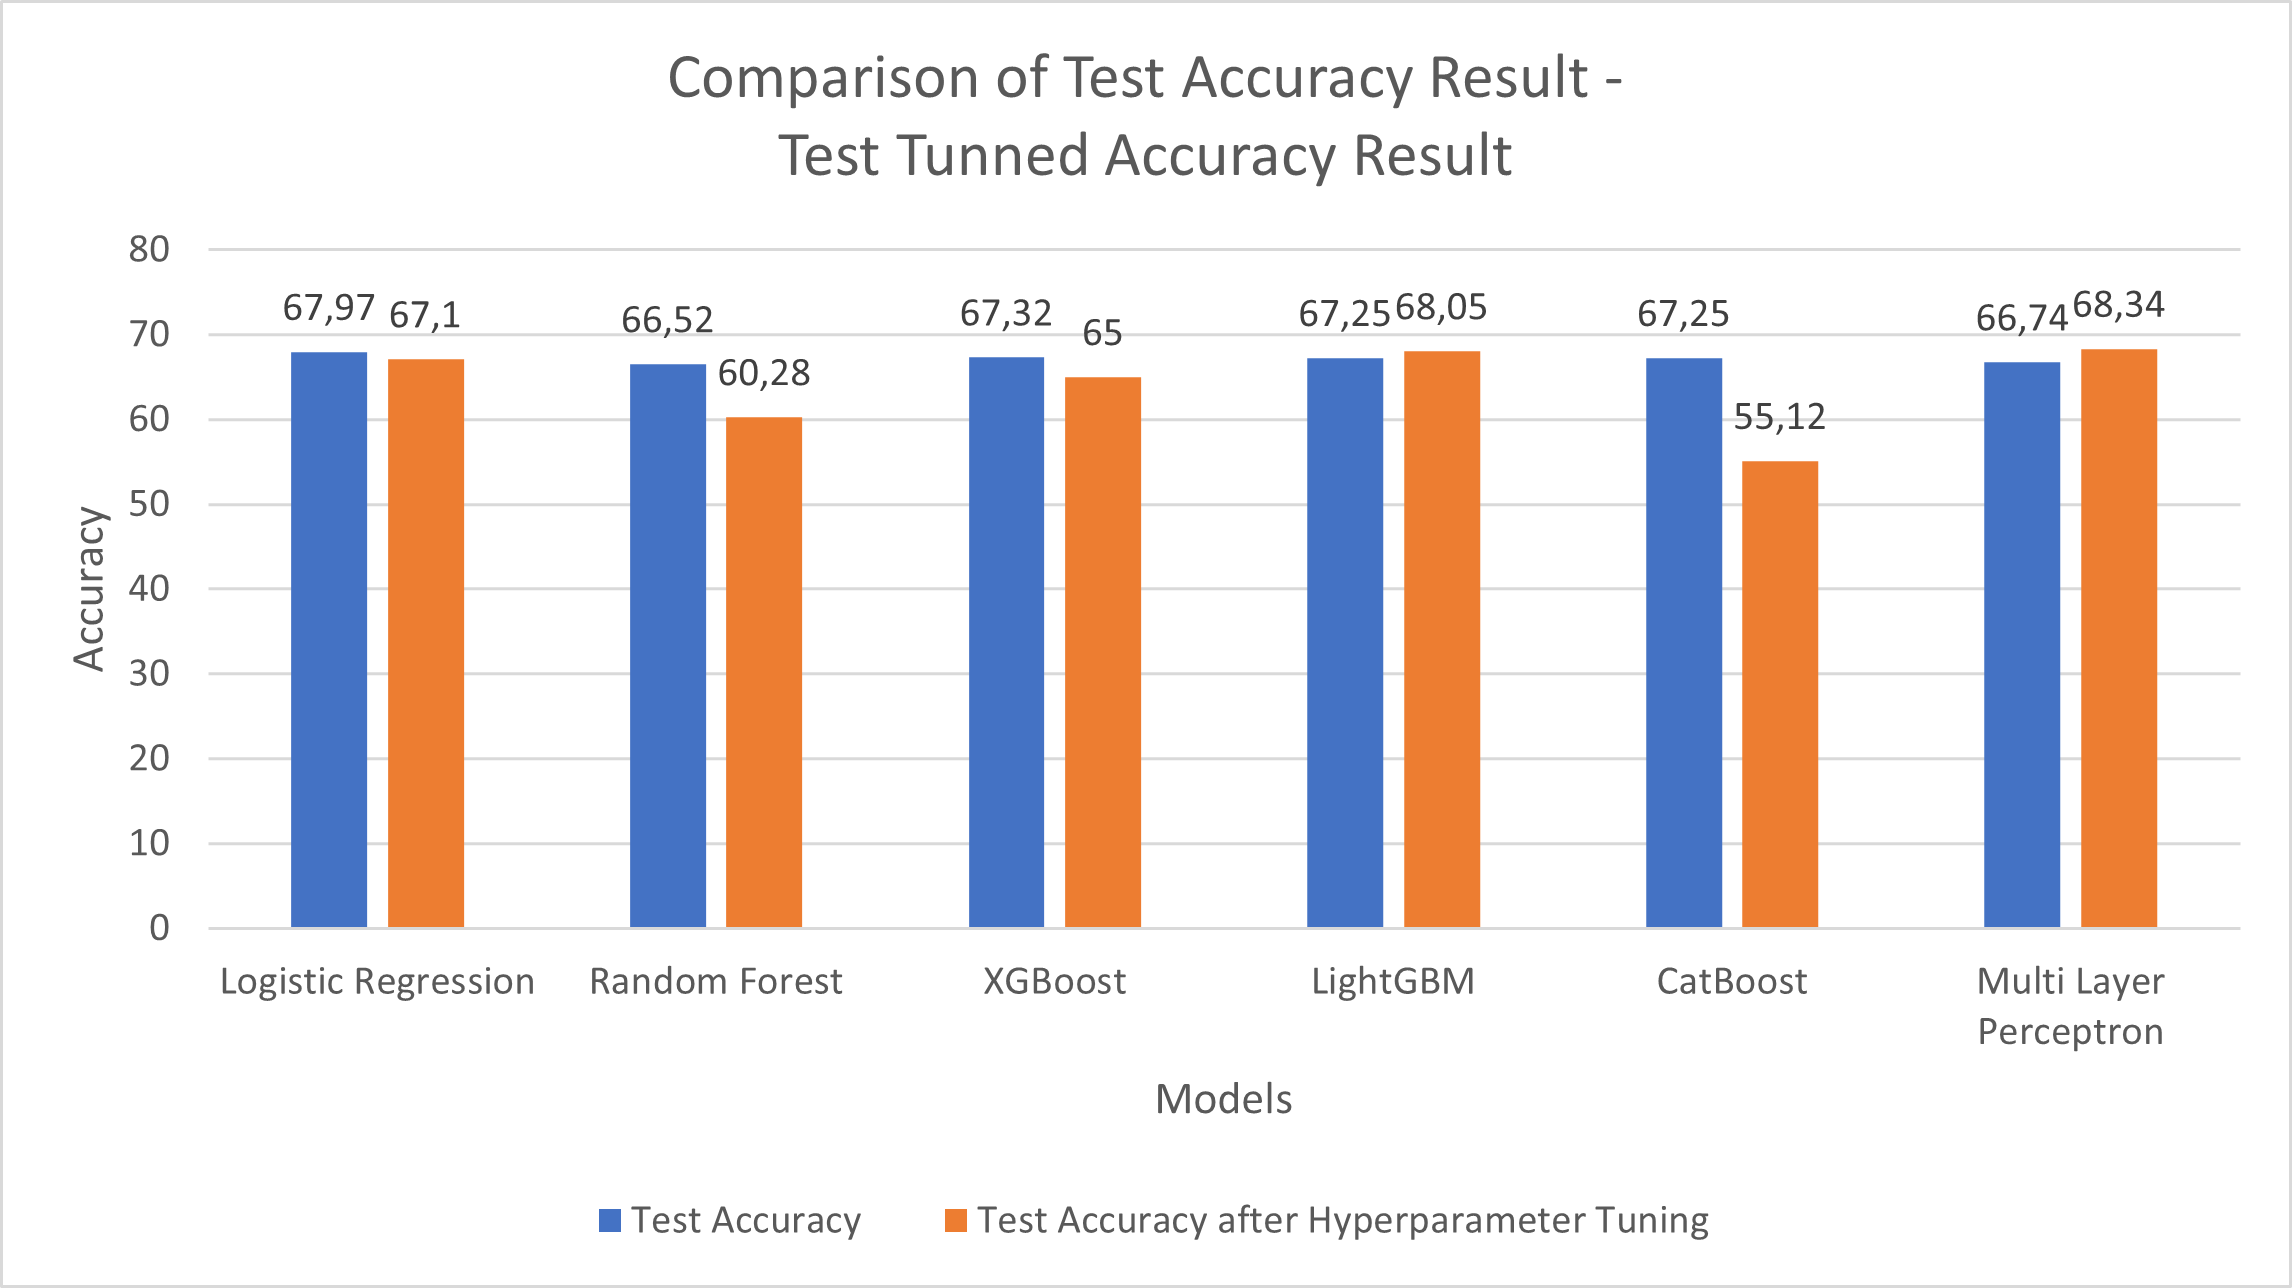 Comparison of Test Accuracy Result -
Test Tunned Accuracy Result
Accuracy
80
70
60
50
40
30
20
10
0
67,97
67,1
66,52
60,28
67,32
65
67,25
68,05
67,25
55,12
66,74
68,34
Logistic Regression
Random Forest
XGBoost
LightGBM
CatBoost
Multi Layer
Perceptron
Models
Test Accuracy
Test Accuracy after Hyperparameter Tuning